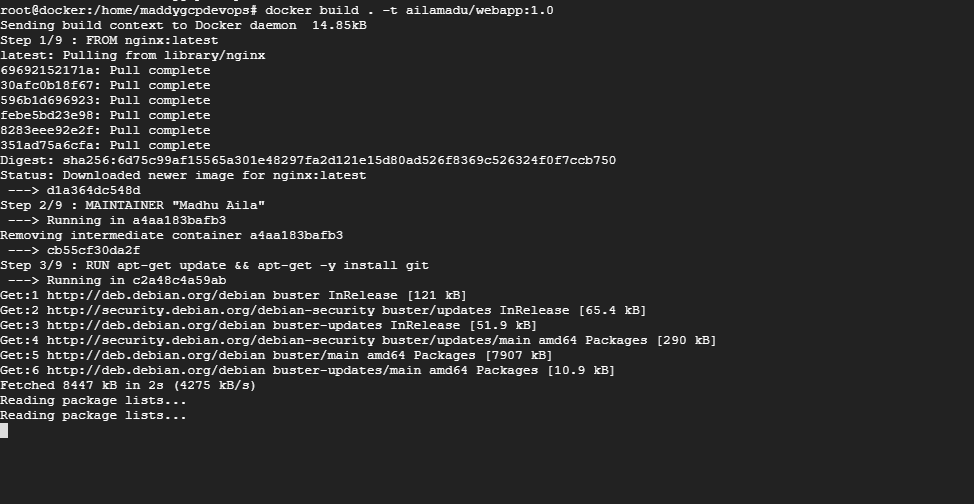 root@docker:/home/maddygcpdevops# docker build . -t ailamadu/webapp:1.0
Sending build context to Docker daemon  14.85kB
Step 1/9 : FROM nginx:latest
latest: Pulling from library/nginx
69692152171a: Pull complete
30afc0b18f67: Pull complete
596b1d696923: Pull complete
febe5bd23e98: Pull complete
8283eee92e2f: Pull complete
351ad75a6cfa: Pull complete
Digest: sha256:6d75c99af15565a301e48297fa2d121e15d80ad526f8369c526324f0f7ccb750
Status: Downloaded newer image for nginx:latest
 ---> d1a364dc548d
Step 2/9 : MAINTAINER "Madhu Aila"
 ---> Running in a4aa183bafb3
Removing intermediate container a4aa183bafb3
 ---> cb55cf30da2f
Step 3/9 : RUN apt-get update && apt-get -y install git
 ---> Running in c2a48c4a59ab
Get:1 http://deb.debian.org/debian buster InRelease [121 kB]
Get:2 http://security.debian.org/debian-security buster/updates InRelease [65.4 kB]
Get:3 http://deb.debian.org/debian buster-updates InRelease [51.9 kB]
Get:4 http://security.debian.org/debian-security buster/updates/main amd64 Packages [290 kB]
Get:5 http://deb.debian.org/debian buster/main amd64 Packages [7907 kB]
Get:6 http://deb.debian.org/debian buster-updates/main amd64 Packages [10.9 kB]
Fetched 8447 kB in 2s (4275 kB/s)
Reading package lists...
Reading package lists...